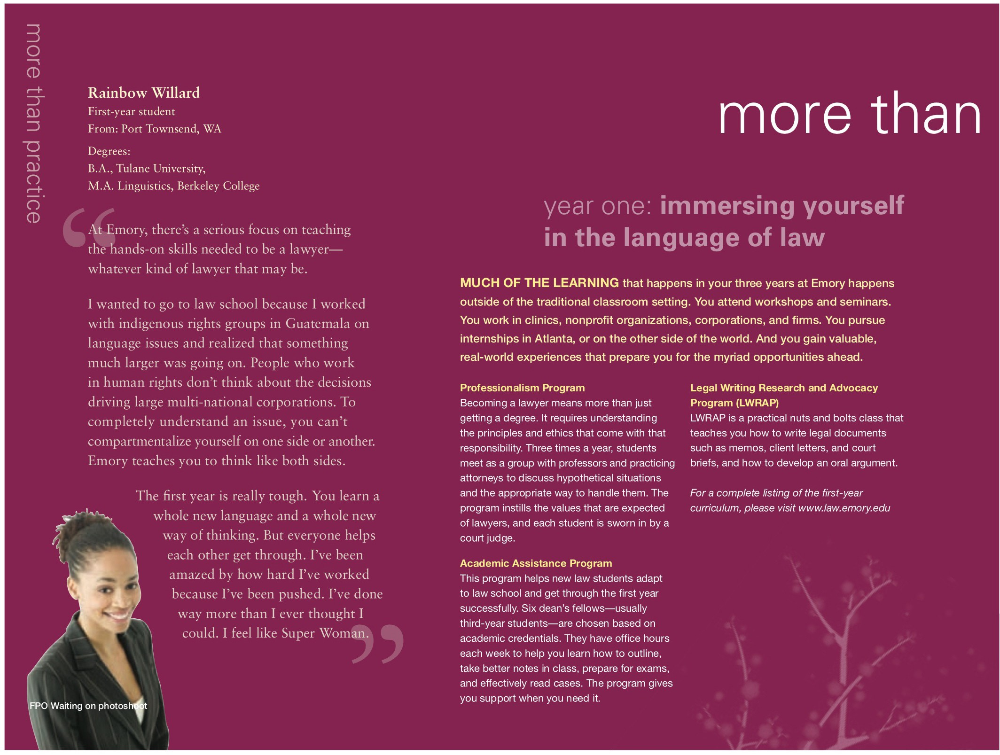 more than practice
Rainbow Willard
First-year student
From: Port Townsend, WA
Degrees:
B.A., Tulane University,
M.A. Linguistics, Berkeley College
“
At Emory, there’s a serious focus on teaching
the hands-on skills needed to be a lawyer—
whatever kind of lawyer that may be.
I wanted to go to law school because I worked
with indigenous rights groups in Guatemala on
language issues and realized that something
much larger was going on. People who work
in human rights don’t think about the decisions
driving large multi-national corporations. To
completely understand an issue, you can’t
compartmentalize yourself on one side or another.
Emory teaches you to think like both sides.
The first year is really tough. You learn a
whole new language and a whole new
way of thinking. But everyone helps
each other get through. I’ve been
amazed by how hard I’ve worked
because I’ve been pushed. I’ve done
way more than I ever thought I
could. I feel like Super Woman.
”
FPO Waiting on photoshoot
more than
year one: immersing yourself
in the language of law
MUCH OF THE LEARNING that happens in your three years at Emory happens
outside of the traditional classroom setting. You attend workshops and seminars.
You work in clinics, nonprofit organizations, corporations, and firms. You pursue
internships in Atlanta, or on the other side of the world. And you gain valuable,
real-world experiences that prepare you for the myriad opportunities ahead.
Professionalism Program
Becoming a lawyer means more than just
getting a degree. It requires understanding
the principles and ethics that come with that
responsibility. Three times a year, students
meet as a group with professors and practicing
attorneys to discuss hypothetical situations
and the appropriate way to handle them. The
program instills the values that are expected
of lawyers, and each student is sworn in by a
court judge.
Academic Assistance Program
This program helps new law students adapt
to law school and get through the first year
successfully. Six dean’s fellows—usually
third-year students—are chosen based on
academic credentials. They have office hours
each week to help you learn how to outline,
take better notes in class, prepare for exams,
and effectively read cases. The program gives
you support when you need it.
Legal Writing Research and Advocacy
Program (LWRAP)
LWRAP is a practical nuts and bolts class that
teaches you how to write legal documents
such as memos, client letters, and court
briefs, and how to develop an oral argument.
For a complete listing of the first-year
curriculum, please visit www.law.emory.edu